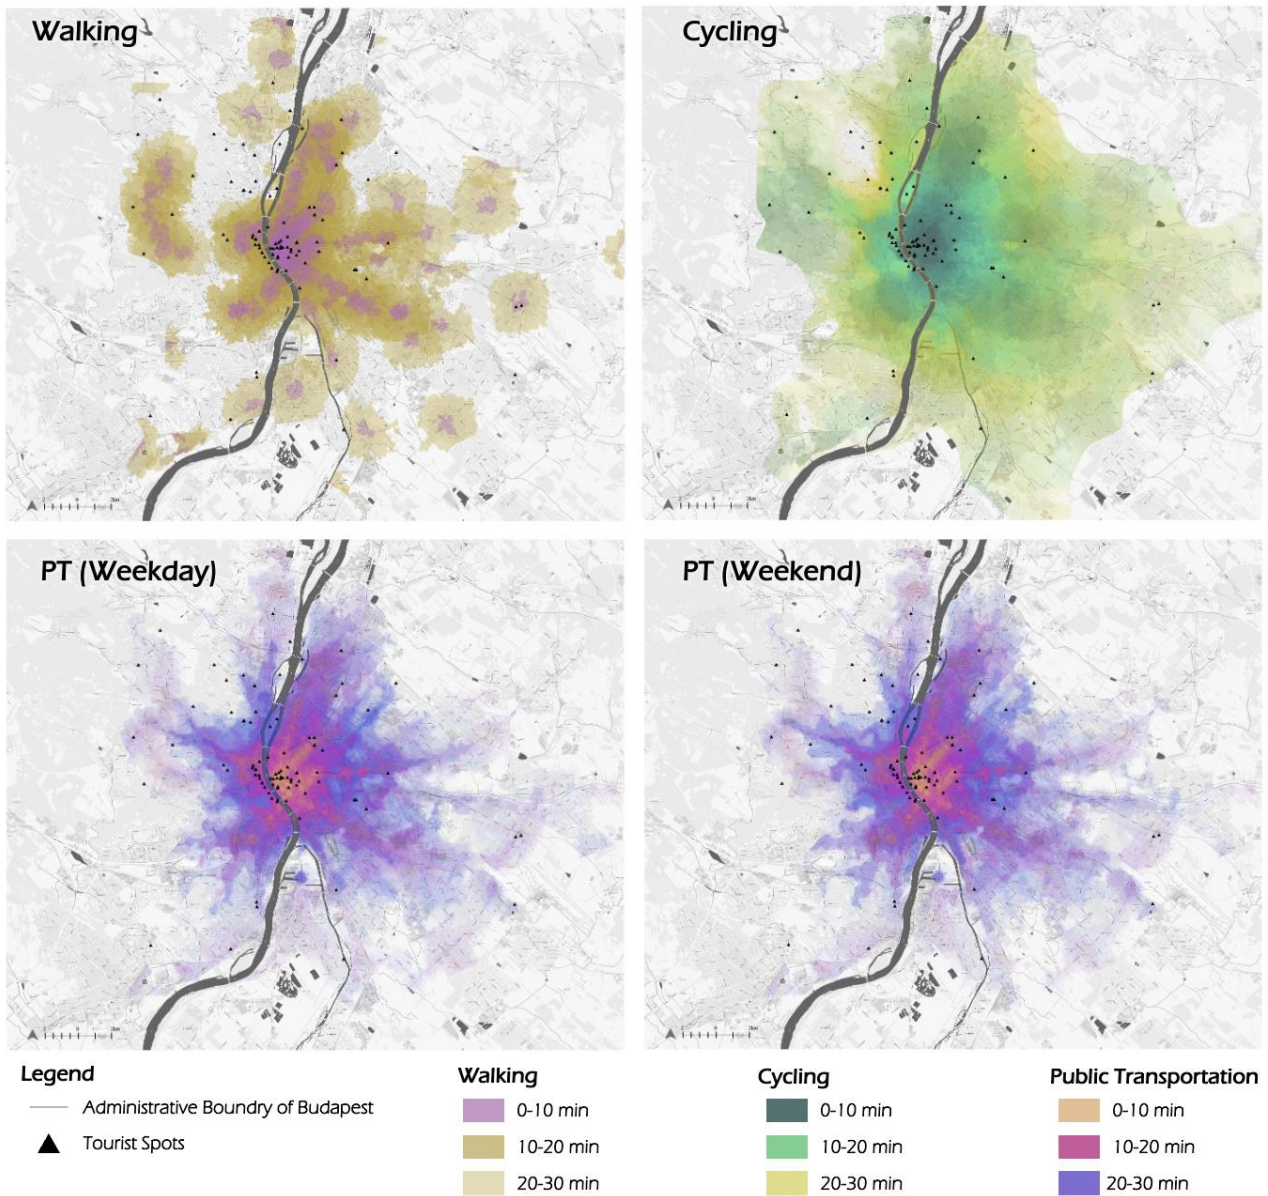 Walking
Cycling
PT (Weekday)
PT (Weekend)
Legend
Administrative Boundry of Budapest
Tourist Spots
Walking
0-10 min
10-20 min
20-30 min
Cycling
0-10 min
10-20 min
20-30 min
Public Transportation
0-10 min
10-20 min
20-30 min